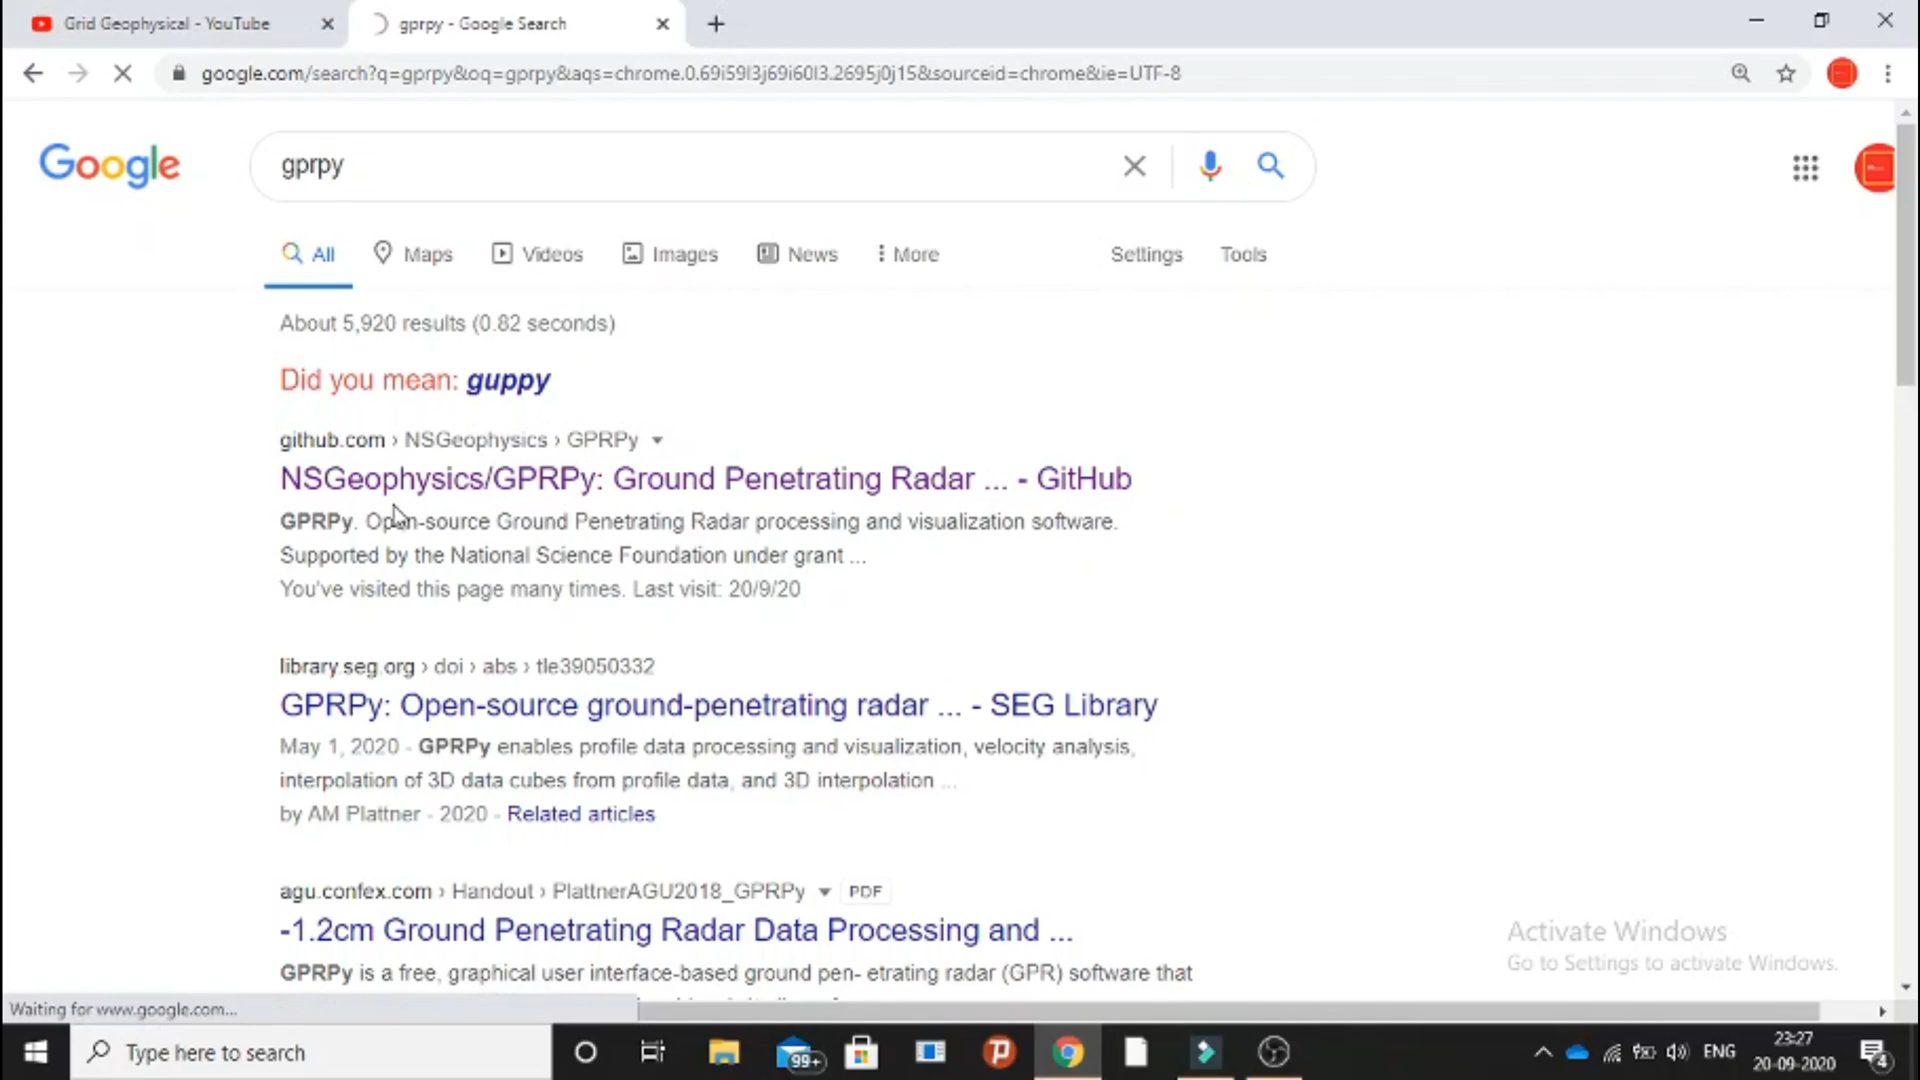 Grid Geophysical - YouTube
gprpy - Google Search
google.com/search?q=gprpy&oq=gprpy&aqs=chrome.0.69i59l3j69i60l3.2695j0j15&sourceid=chrome&ie=UTF-8
Google
gprpy
All Maps Videos Images News More Settings Tools
About 5,920 results (0.82 seconds)
Did you mean: guppy
github.com › NSGeophysics › GPRPy
NSGeophysics/GPRPy: Ground Penetrating Radar ... - GitHub
GPRPy. Open-source Ground Penetrating Radar processing and visualization software.
Supported by the National Science Foundation under grant ...
You've visited this page many times. Last visit: 20/9/20
library.seg.org › doi › abs › tle39050332
GPRPy: Open-source ground-penetrating radar ... - SEG Library
May 1, 2020 - GPRPy enables profile data processing and visualization, velocity analysis,
interpolation of 3D data cubes from profile data, and 3D interpolation ...
by AM Plattner - 2020 - Related articles
agu.confex.com › Handout › PlattnerAGU2018_GPRPy PDF
-1.2cm Ground Penetrating Radar Data Processing and ...
GPRPy is a free, graphical user interface-based ground pen- etrating radar (GPR) software that
Activate Windows
Go to Settings to activate Windows.
Waiting for www.google.com...
Type here to search
99+
ENG
23:27
20-09-2020
4